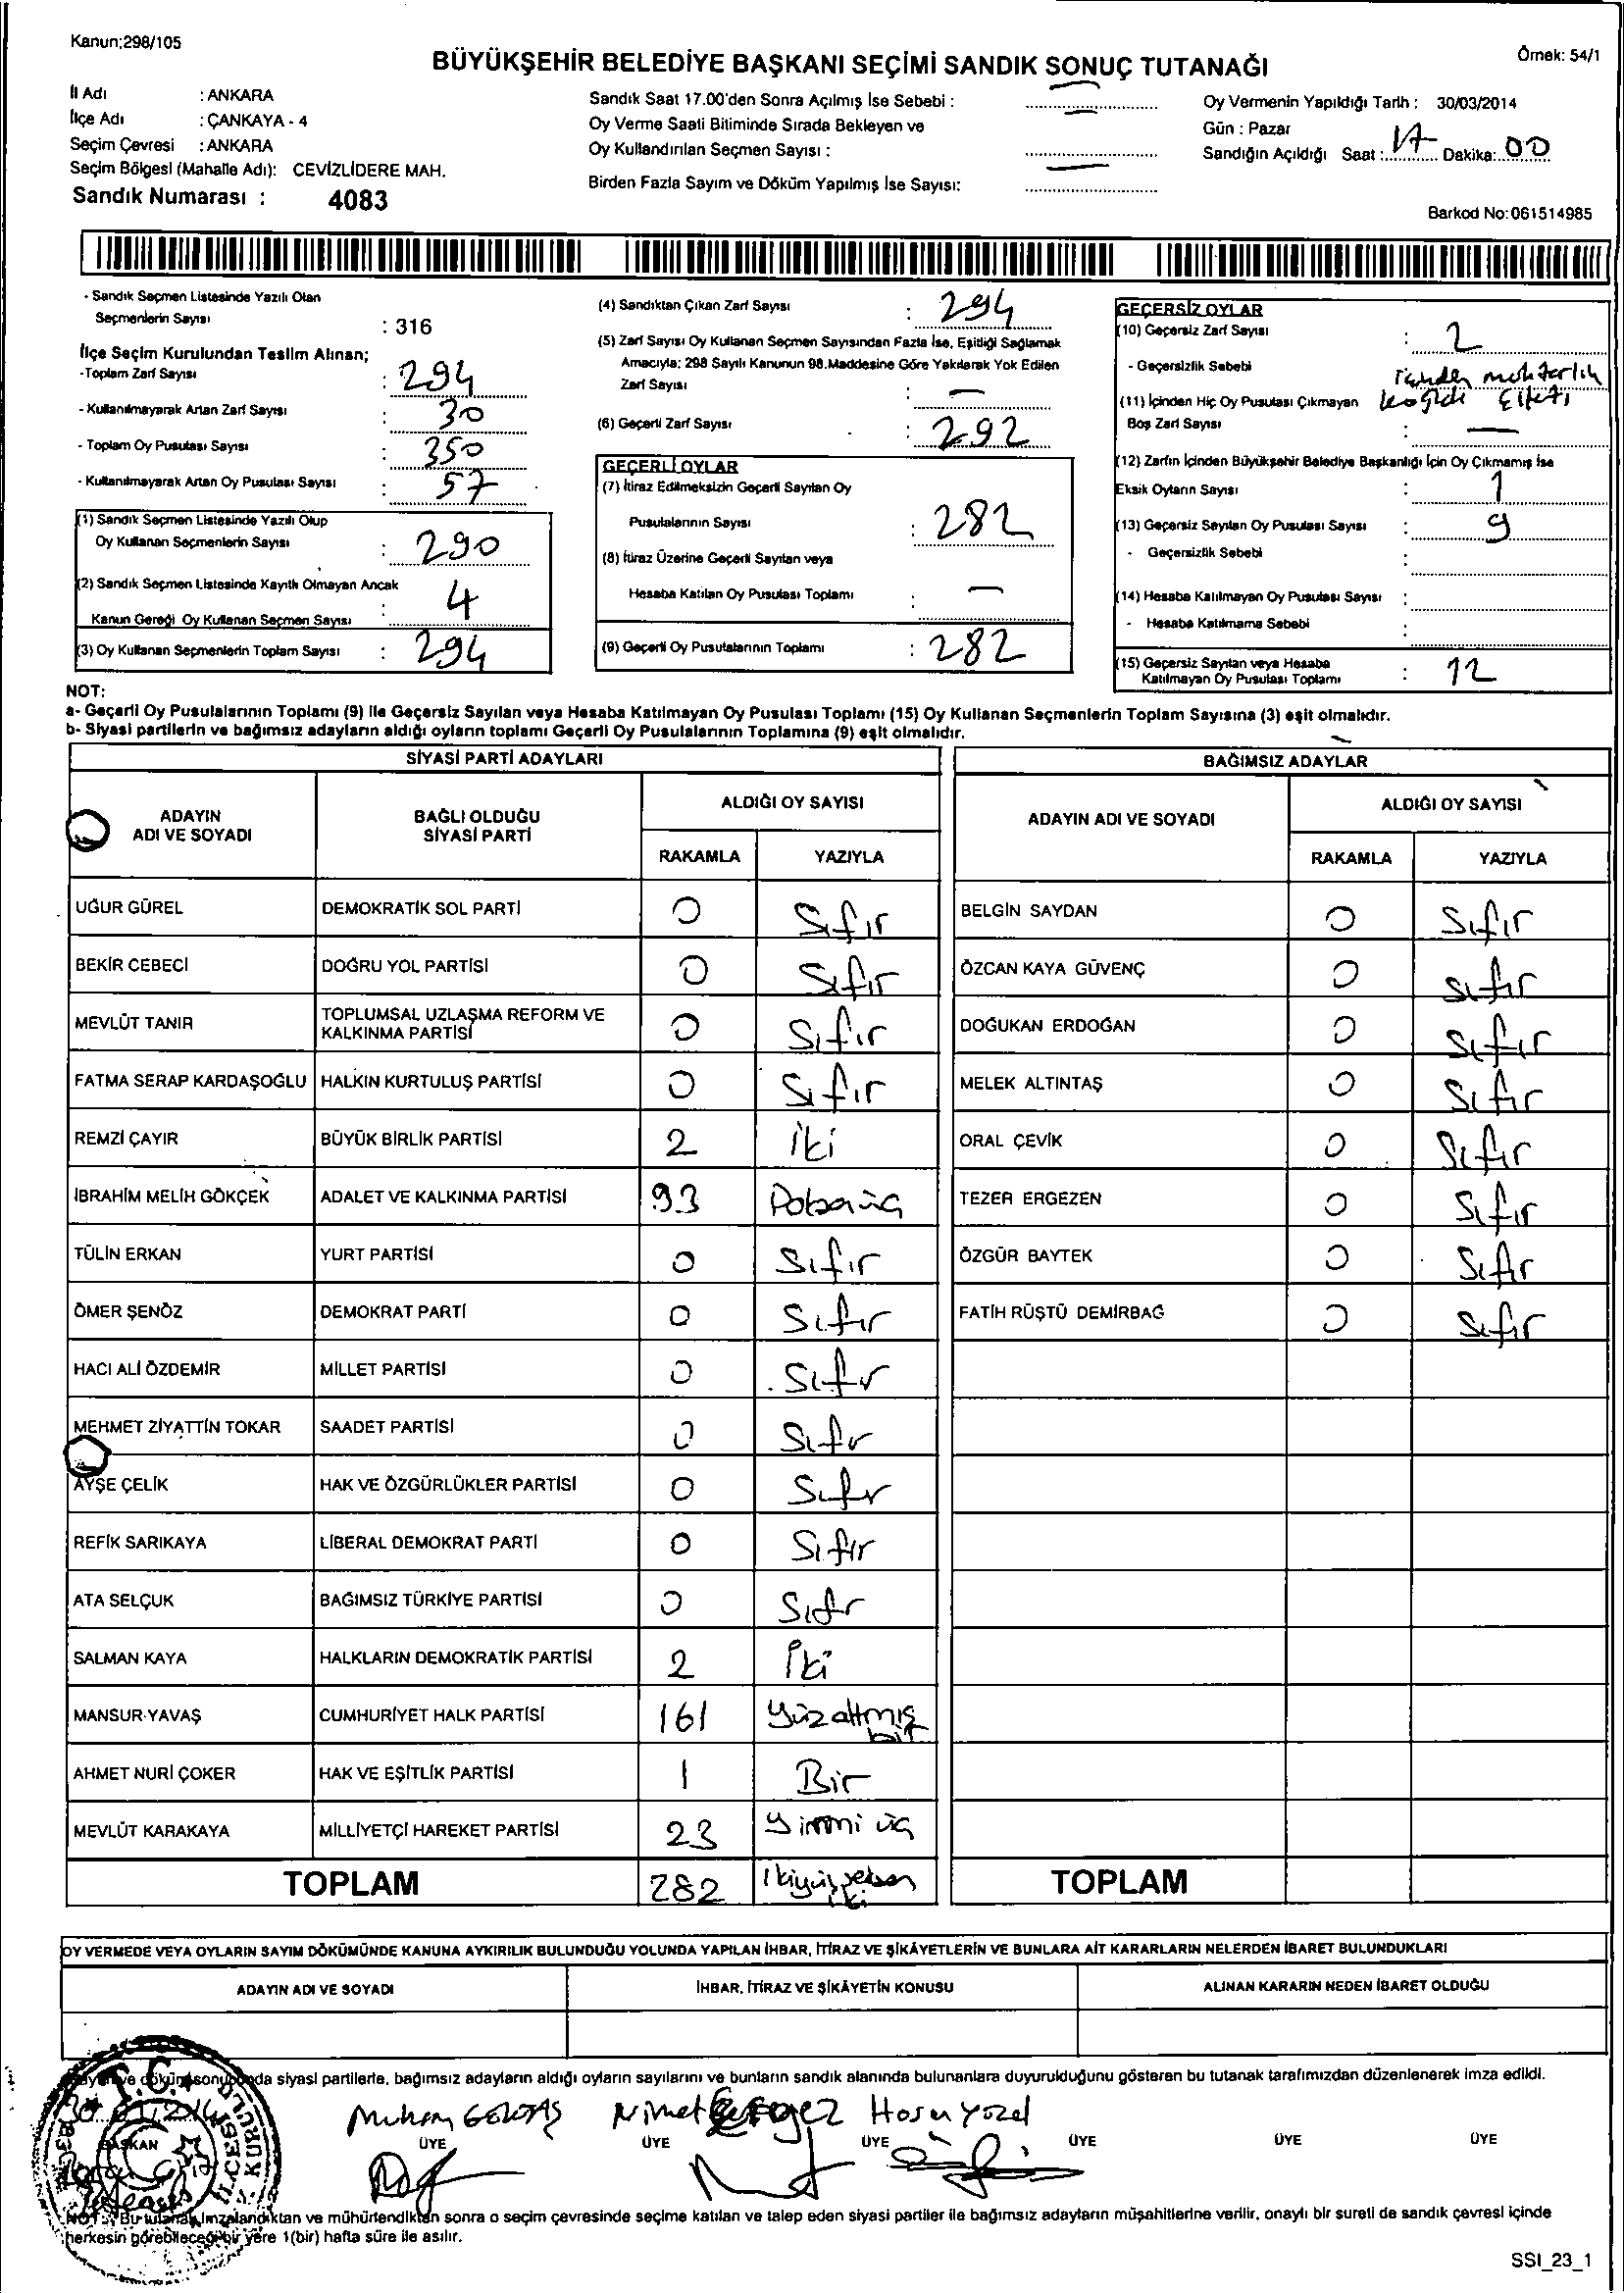 Kanun;298/105
Örnek: 54/1
BÜYÜKŞEHİR BELEDİYE BAŞKANI SEÇİMİ SANDIK SONUÇ TUTANAĞI
İl Adı : ANKARA
İlçe Adı : ÇANKAYA - 4
Seçim Çevresi : ANKARA
Seçim Bölgesi (Mahalle Adı): CEVİZLİDERE MAH.
Sandık Numarası : 4083
Sandık Saat 17.00'den Sonra Açılmış İse Sebebi : —
Oy Verme Saati Bitiminde Sırada Bekleyen ve
Oy Kullandırılan Seçmen Sayısı : —
Birden Fazla Sayım ve Döküm Yapılmış İse Sayısı: —
Oy Vermenin Yapıldığı Tarih : 30/03/2014
Gün : Pazar
Sandığın Açıldığı Saat : 17 Dakika: 00
Barkod No:061514985
- Sandık Seçmen Listesinde Yazılı Olan
Seçmenlerin Sayısı : 316
İlçe Seçim Kurulundan Teslim Alınan;
-Toplam Zarf Sayısı : 294
- Kullanılmayarak Artan Zarf Sayısı : 30
- Toplam Oy Pusulası Sayısı : 350
- Kullanılmayarak Artan Oy Pusulası Sayısı : 57
(1) Sandık Seçmen Listesinde Yazılı Olup
Oy Kullanan Seçmenlerin Sayısı : 290
(2) Sandık Seçmen Listesinde Kayıtlı Olmayan Ancak
Kanun Gereği Oy Kullanan Seçmen Sayısı : 4
(3) Oy Kullanan Seçmenlerin Toplam Sayısı : 294
(4) Sandıktan Çıkan Zarf Sayısı : 294
(5) Zarf Sayısı Oy Kullanan Seçmen Sayısından Fazla İse, Eşitliği Sağlamak
Amacıyla; 298 Sayılı Kanunun 98.Maddesine Göre Yakılarak Yok Edilen
Zarf Sayısı : —
(6) Geçerli Zarf Sayısı : 292
GEÇERLİ OYLAR
(7) İtiraz Edilmeksizin Geçerli Sayılan Oy
Pusulalarının Sayısı : 282
(8) İtiraz Üzerine Geçerli Sayılan veya
Hesaba Katılan Oy Pusulası Toplamı : —
(9) Geçerli Oy Pusulalarının Toplamı : 282
GEÇERSİZ OYLAR
(10) Geçersiz Zarf Sayısı : 2
- Geçersizlik Sebebi muhtarlık
(11) İçinden Hiç Oy Pusulası Çıkmayan
Boş Zarf Sayısı : —
(12) Zarfın İçinden Büyükşehir Belediye Başkanlığı İçin Oy Çıkmamış İse
Eksik Oyların Sayısı : 1
(13) Geçersiz Sayılan Oy Pusulası Sayısı : 9
- Geçersizlik Sebebi :
(14) Hesaba Katılmayan Oy Pusulası Sayısı :
- Hesaba Katılmama Sebebi :
(15) Geçersiz Sayılan veya Hesaba
Katılmayan Oy Pusulası Toplamı : 12
NOT:
a- Geçerli Oy Pusulalarının Toplamı (9) ile Geçersiz Sayılan veya Hesaba Katılmayan Oy Pusulası Toplamı (15) Oy Kullanan Seçmenlerin Toplam Sayısına (3) eşit olmalıdır.
b- Siyasi partilerin ve bağımsız adayların aldığı oyların toplamı Geçerli Oy Pusulalarının Toplamına (9) eşit olmalıdır.
SİYASİ PARTİ ADAYLARI
ADAYIN
ADI VE SOYADI
BAĞLI OLDUĞU
SİYASİ PARTİ
ALDIĞI OY SAYISI
RAKAMLA YAZIYLA
UĞUR GÜREL DEMOKRATİK SOL PARTİ 0 Sıfır
BEKİR CEBECİ DOĞRU YOL PARTİSİ 0 Sıfır
MEVLÜT TANIR TOPLUMSAL UZLAŞMA REFORM VE
KALKINMA PARTİSİ 0 Sıfır
FATMA SERAP KARDAŞOĞLU HALKIN KURTULUŞ PARTİSİ 0 Sıfır
REMZİ ÇAYIR BÜYÜK BİRLİK PARTİSİ 2 İki
İBRAHİM MELİH GÖKÇEK ADALET VE KALKINMA PARTİSİ 93 Doksanüç
TÜLİN ERKAN YURT PARTİSİ 0 Sıfır
ÖMER ŞENÖZ DEMOKRAT PARTİ 0 Sıfır
HACI ALİ ÖZDEMİR MİLLET PARTİSİ 0 Sıfır
MEHMET ZİYATTİN TOKAR SAADET PARTİSİ 0 Sıfır
AYŞE ÇELİK HAK VE ÖZGÜRLÜKLER PARTİSİ 0 Sıfır
REFİK SARIKAYA LİBERAL DEMOKRAT PARTİ 0 Sıfır
ATA SELÇUK BAĞIMSIZ TÜRKİYE PARTİSİ 0 Sıfır
SALMAN KAYA HALKLARIN DEMOKRATİK PARTİSİ 2 İki
MANSUR YAVAŞ CUMHURİYET HALK PARTİSİ 161 Yüzaltmış
bir
AHMET NURİ ÇOKER HAK VE EŞİTLİK PARTİSİ 1 Bir
MEVLÜT KARAKAYA MİLLİYETÇİ HAREKET PARTİSİ 23 Yirmi üç
TOPLAM 282 İkiyüzseksen
iki
BAĞIMSIZ ADAYLAR
ADAYIN ADI VE SOYADI
ALDIĞI OY SAYISI
RAKAMLA YAZIYLA
BELGİN SAYDAN 0 Sıfır
ÖZCAN KAYA GÜVENÇ 0 Sıfır
DOĞUKAN ERDOĞAN 0 Sıfır
MELEK ALTINTAŞ 0 Sıfır
ORAL ÇEVİK 0 Sıfır
TEZER ERGEZEN 0 Sıfır
ÖZGÜR BAYTEK 0 Sıfır
FATİH RÜŞTÜ DEMİRBAĞ 0 Sıfır
TOPLAM
OY VERMEDE VEYA OYLARIN SAYIM DÖKÜMÜNDE KANUNA AYKIRILIK BULUNDUĞU YOLUNDA YAPILAN İHBAR, İTİRAZ VE ŞİKÂYETLERİN VE BUNLARA AİT KARARLARIN NELERDEN İBARET BULUNDUKLARI
ADAYIN ADI VE SOYADI
İHBAR, İTİRAZ VE ŞİKÂYETİN KONUSU
ALINAN KARARIN NEDEN İBARET OLDUĞU
ve döküm sonucunda siyasi partilerle, bağımsız adayların aldığı oyların sayılarını ve bunların sandık alanında bulunanlara duyurulduğunu gösteren bu tutanak tarafımızdan düzenlenerek imza edildi.
T.C.
Nimet Hasan
BAŞKAN ÜYE ÜYE ÜYE ÜYE ÜYE ÜYE
NOT : Bu tutanak imzalandıktan ve mühürlendikten sonra o seçim çevresinde seçime katılan ve talep eden siyasi partiler ile bağımsız adayların müşahitlerine verilir, onaylı bir sureti de sandık çevresi içinde
herkesin görebileceği bir yere 1(bir) hafta süre ile asılır.
SSI_23_1